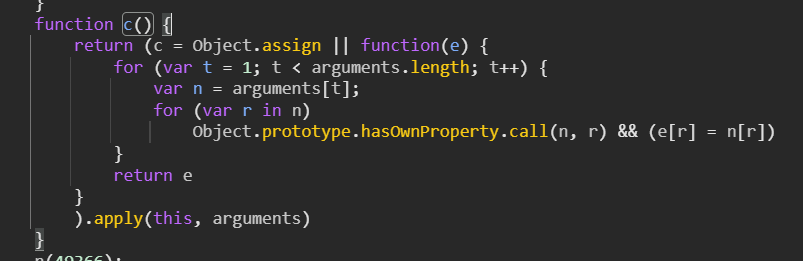 }
function c() {
return (c = Object.assign || function(e) {
for (var t = 1; t < arguments.length; t++) {
var n = arguments[t];
for (var r in n)
Object.prototype.hasOwnProperty.call(n, r) && (e[r] = n[r])
}
return e
}
).apply(this, arguments)
}
n(49366);